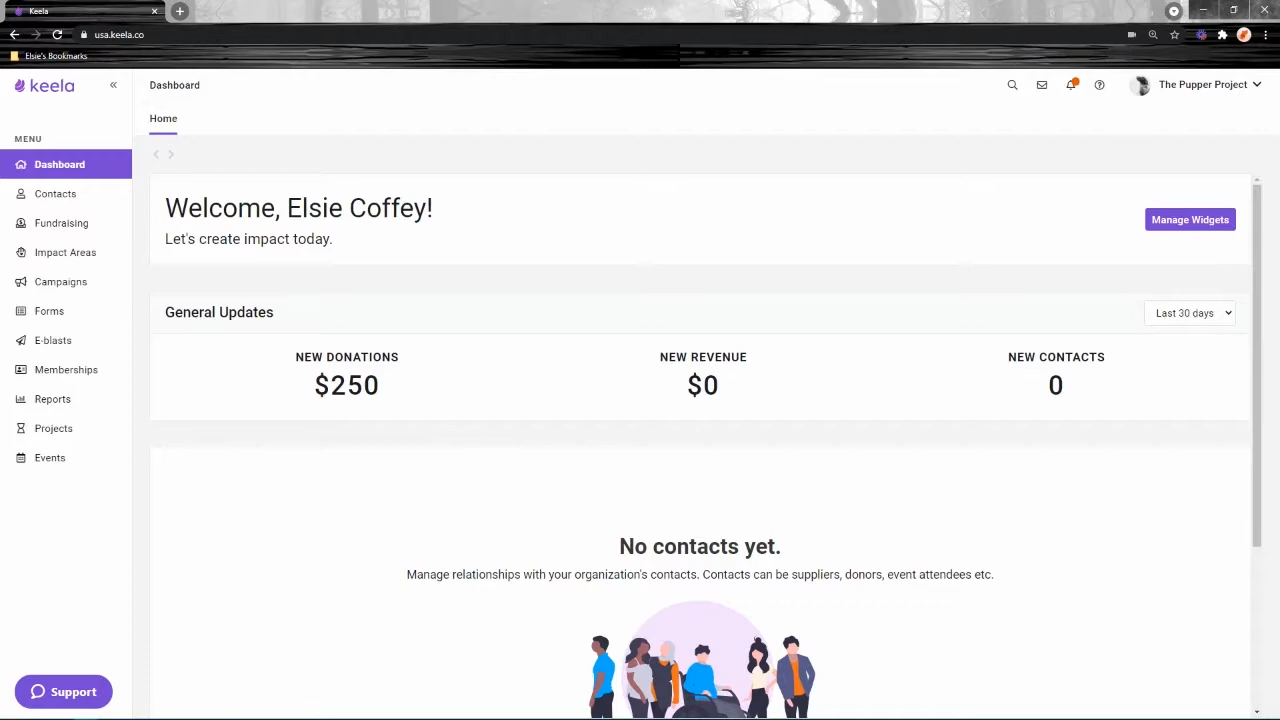 Keela
usa.keela.co
Elsie's Bookmarks
keela
Dashboard
The Pupper Project
Home
MENU
Dashboard
Contacts
Fundraising
Impact Areas
Campaigns
Forms
E-blasts
Memberships
Reports
Projects
Events
Support
Welcome, Elsie Coffey!
Let's create impact today.
Manage Widgets
General Updates
Last 30 days
NEW DONATIONS
$250
NEW REVENUE
$0
NEW CONTACTS
0
No contacts yet.
Manage relationships with your organization's contacts. Contacts can be suppliers, donors, event attendees etc.